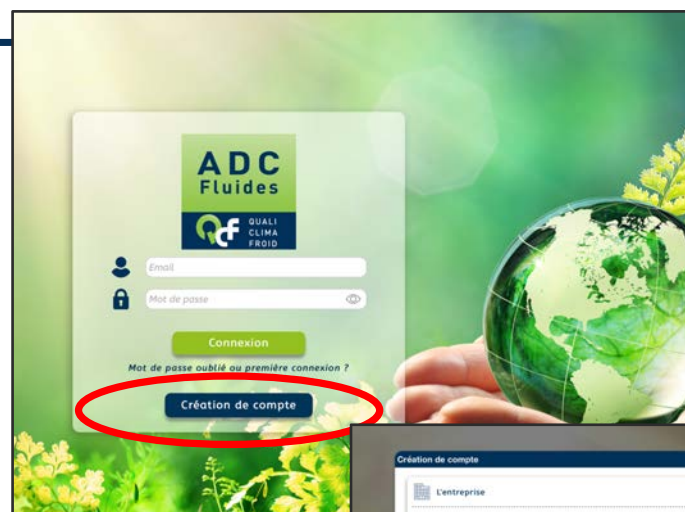 ADC
Fluides
QCF
QUALI
CLIMA
FROID
Email
Mot de passe
Connexion
Mot de passe oublié ou première connexion ?
Création de compte
Création de compte
L'entreprise